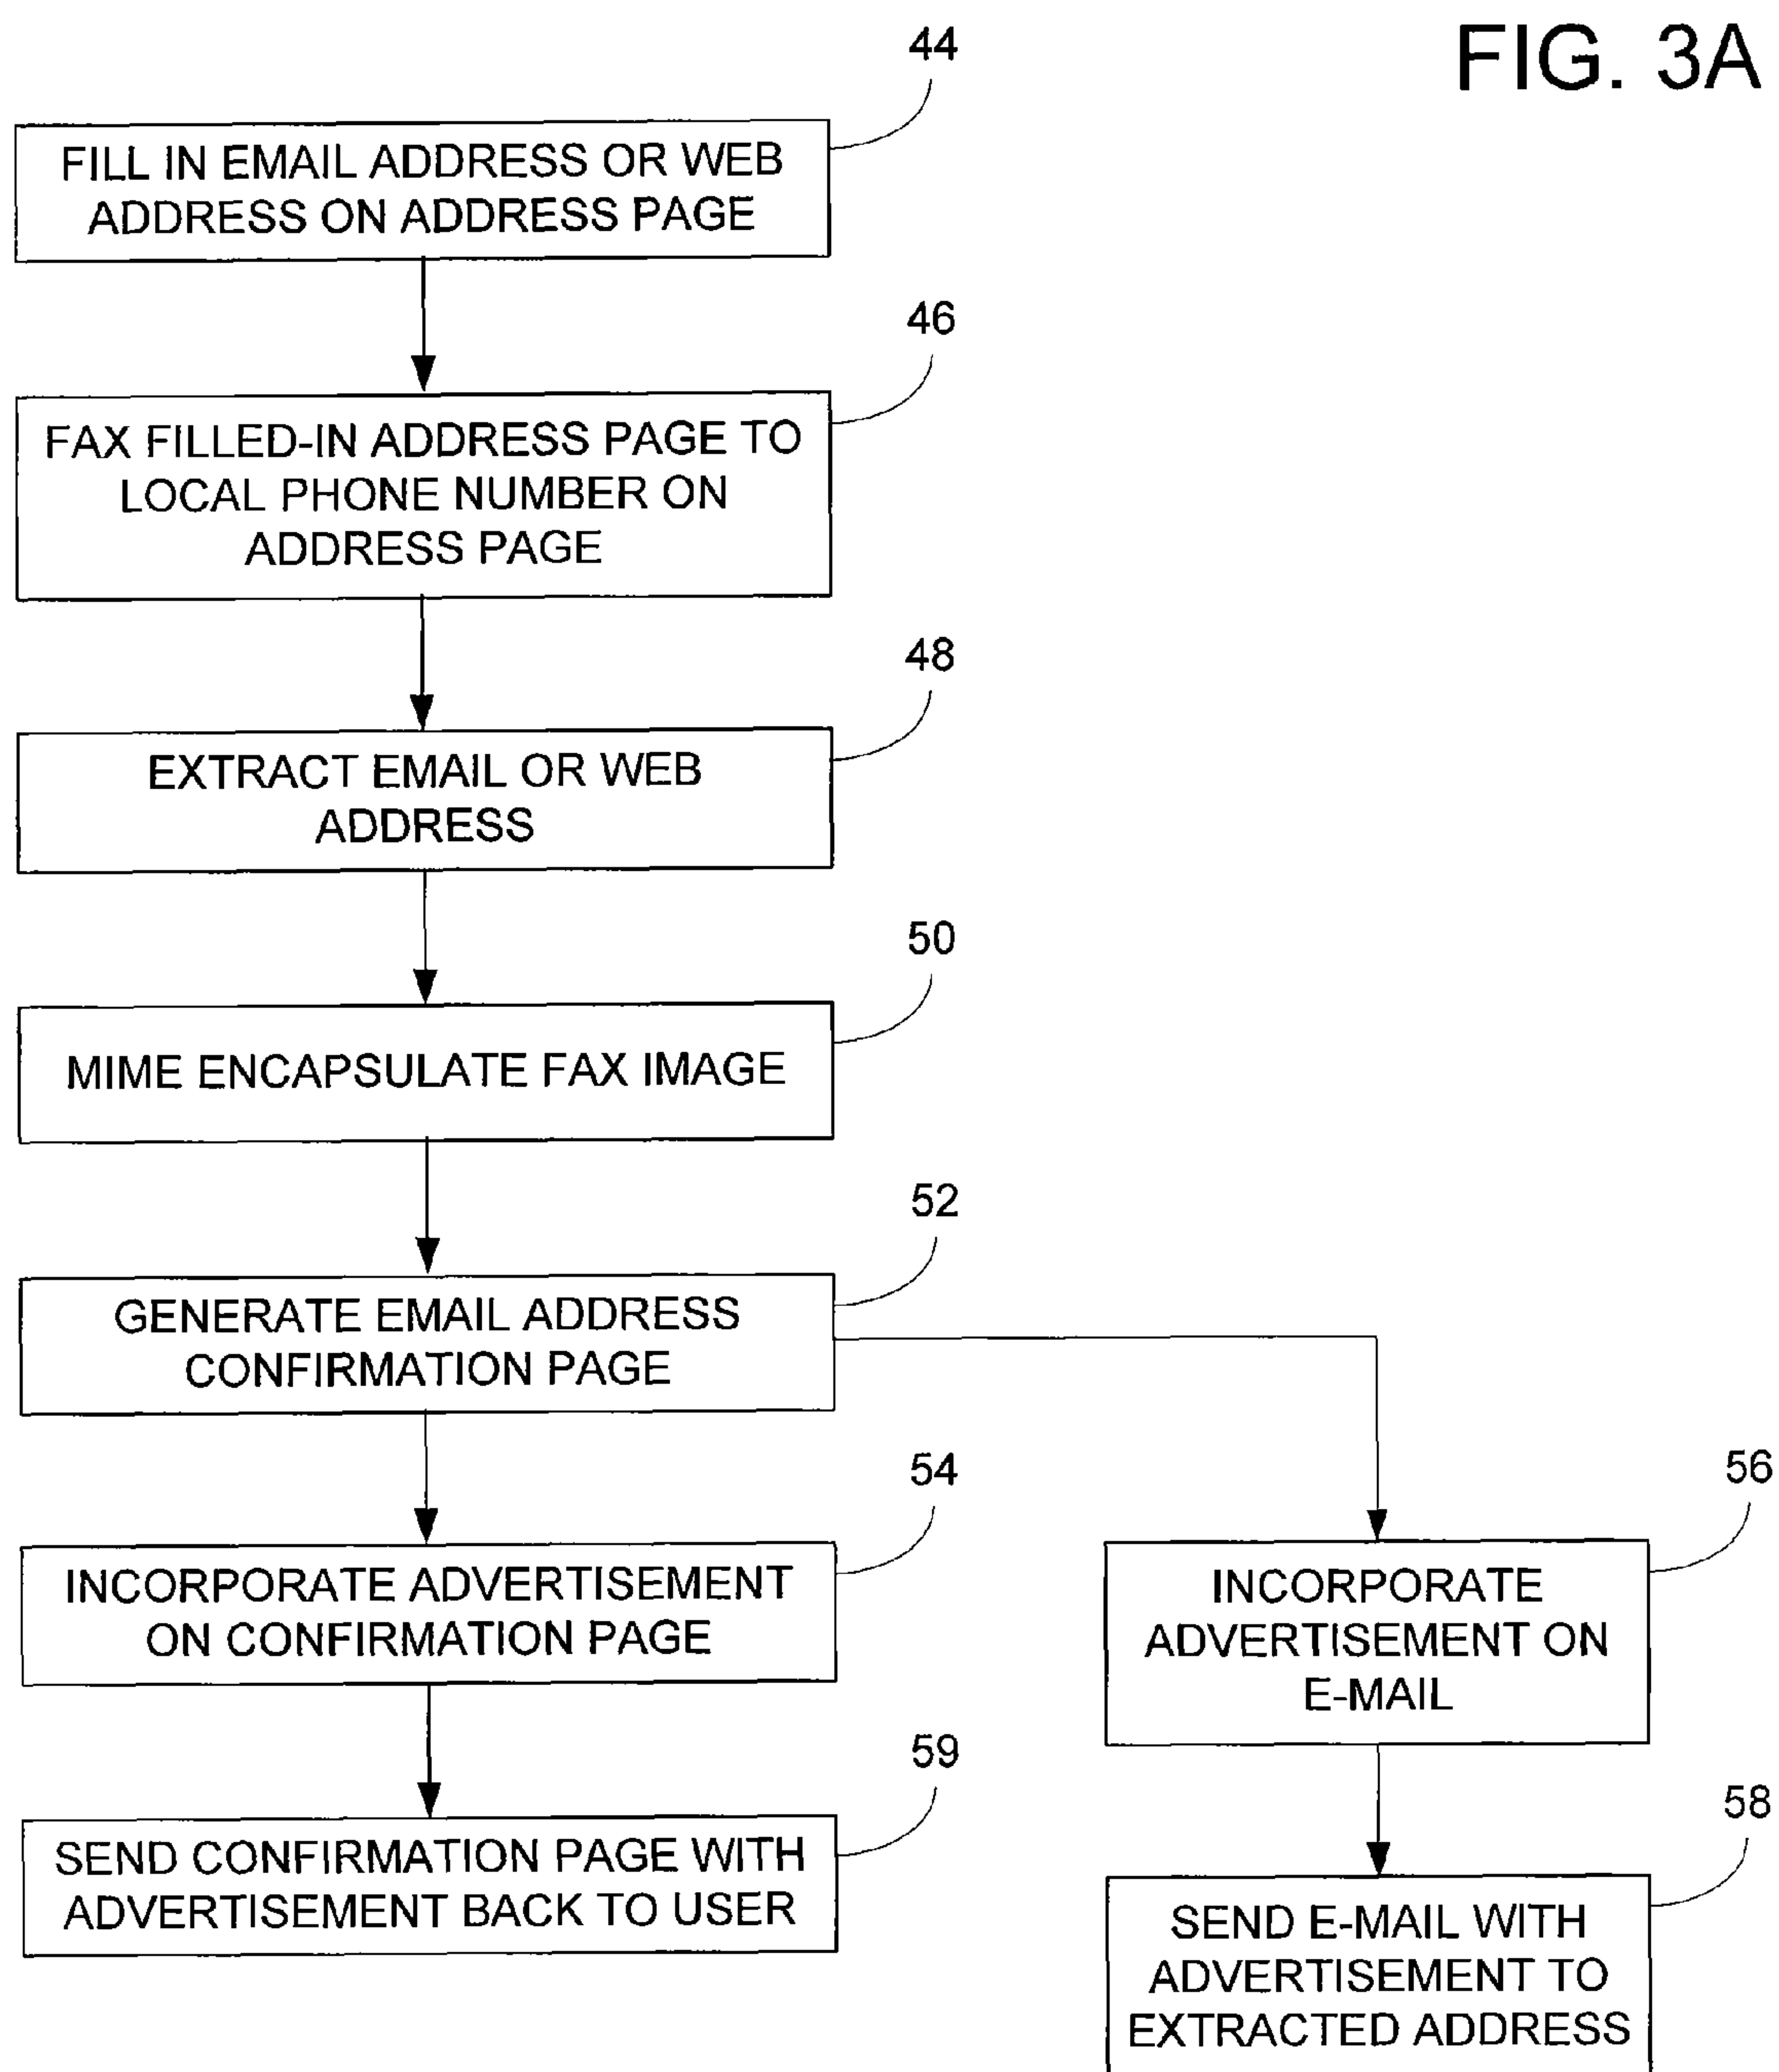 FIG. 3A
44
FILL IN EMAIL ADDRESS OR WEB
ADDRESS ON ADDRESS PAGE
46
FAX FILLED-IN ADDRESS PAGE TO
LOCAL PHONE NUMBER ON
ADDRESS PAGE
48
EXTRACT EMAIL OR WEB
ADDRESS
50
MIME ENCAPSULATE FAX IMAGE
52
GENERATE EMAIL ADDRESS
CONFIRMATION PAGE
54
INCORPORATE ADVERTISEMENT
ON CONFIRMATION PAGE
59
SEND CONFIRMATION PAGE WITH
ADVERTISEMENT BACK TO USER
56
INCORPORATE
ADVERTISEMENT ON
E-MAIL
58
SEND E-MAIL WITH
ADVERTISEMENT TO
EXTRACTED ADDRESS